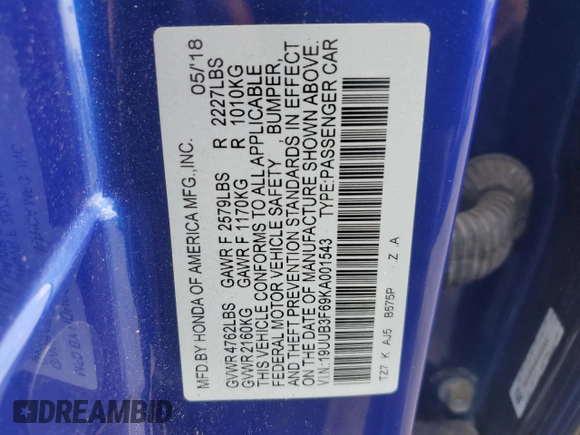 MFD.BY HONDA OF AMERICA MFG.,INC. 05/'18
GVWR 4762LBS GAWR F 2579LBS R 2227LBS
GVWR 2160KG GAWR F 1170KG R 1010KG
THIS VEHICLE CONFORMS TO ALL APPLICABLE
FEDERAL MOTOR VEHICLE SAFETY , BUMPER,
AND THEFT PREVENTION STANDARDS IN EFFECT
ON THE DATE OF MANUFACTURE SHOWN ABOVE.
V.I.N.:19UUB3F69KA001543 TYPE:PASSENGER CAR
TZ7 K AJ5 B575P .Z .A
AUTOHELPERBOT.COM